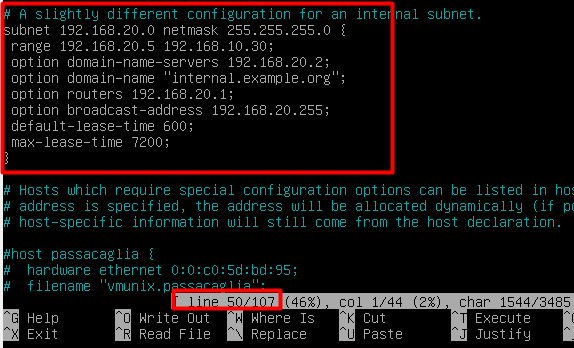 # A slightly different configuration for an internal subnet.
subnet 192.168.20.0 netmask 255.255.255.0 {
range 192.168.20.5 192.168.10.30;
option domain-name-servers 192.168.20.2;
option domain-name "internal.example.org";
option routers 192.168.20.1;
option broadcast-address 192.168.20.255;
default-lease-time 600;
max-lease-time 7200;
}
# Hosts which require special configuration options can be listed in hos
# address is specified, the address will be allocated dynamically (if po
# host-specific information will still come from the host declaration.
#host passacaglia {
#  hardware ethernet 0:0:c0:5d:bd:95;
#  filename "vmunix.passacaglia";
[ line 50/107 (46%), col 1/44 (2%), char 1544/3485
^G Help ^O Write Out ^W Where Is ^K Cut ^T Execute ^C
^X Exit ^R Read File ^\ Replace ^U Paste ^J Justify ^/